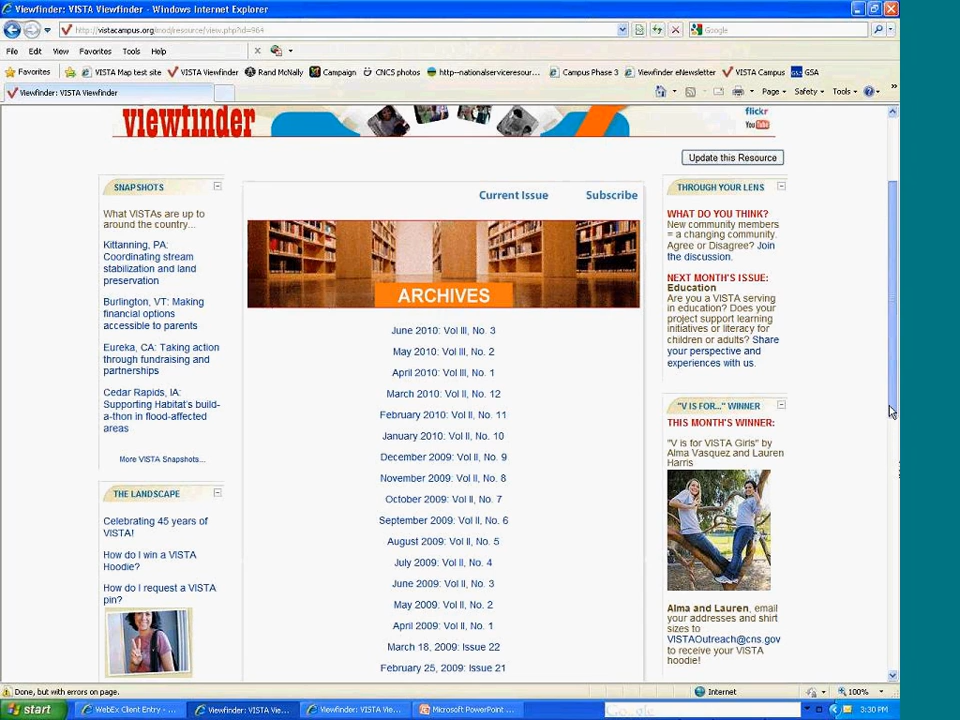 Viewfinder: VISTA Viewfinder - Windows Internet Explorer
http://vistacampus.org/mod/resource/view.php?id=964
Google
File Edit View Favorites Tools Help
Favorites VISTA Map test site VISTA Viewfinder Rand McNally Campaign CNCS photos http--nationalserviceresour... Campus Phase 3 Viewfinder eNewsletter VISTA Campus GSA
Viewfinder: VISTA Viewfinder
Page Safety Tools
viewfinder
flickr
YouTube
Update this Resource
SNAPSHOTS
What VISTAs are up to
around the country...
Kittanning, PA:
Coordinating stream
stabilization and land
preservation
Burlington, VT: Making
financial options
accessible to parents
Eureka, CA: Taking action
through fundraising and
partnerships
Cedar Rapids, IA:
Supporting Habitat's build-
a-thon in flood-affected
areas
More VISTA Snapshots...
THE LANDSCAPE
Celebrating 45 years of
VISTA!
How do I win a VISTA
Hoodie?
How do I request a VISTA
pin?
Current Issue Subscribe
ARCHIVES
June 2010: Vol III, No. 3
May 2010: Vol III, No. 2
April 2010: Vol III, No. 1
March 2010: Vol II, No. 12
February 2010: Vol II, No. 11
January 2010: Vol II, No. 10
December 2009: Vol II, No. 9
November 2009: Vol II, No. 8
October 2009: Vol II, No. 7
September 2009: Vol II, No. 6
August 2009: Vol II, No. 5
July 2009: Vol II, No. 4
June 2009: Vol II, No. 3
May 2009: Vol II, No. 2
April 2009: Vol II, No. 1
March 18, 2009: Issue 22
February 25, 2009: Issue 21
THROUGH YOUR LENS
WHAT DO YOU THINK?
New community members
= a changing community.
Agree or Disagree? Join
the discussion.
NEXT MONTH'S ISSUE:
Education
Are you a VISTA serving
in education? Does your
project support learning
initiatives or literacy for
children or adults? Share
your perspective and
experiences with us.
"V IS FOR..." WINNER
THIS MONTH'S WINNER:
"V is for VISTA Girls" by
Alma Vasquez and Lauren
Harris
Alma and Lauren, email
your addresses and shirt
sizes to
VISTAOutreach@cns.gov
to receive your VISTA
hoodie!
Done, but with errors on page.
Internet
100%
start
WebEx Client Entry - ...
Viewfinder: VISTA Vie...
Viewfinder: VISTA Vie...
Microsoft PowerPoint ...
Google
3:30 PM